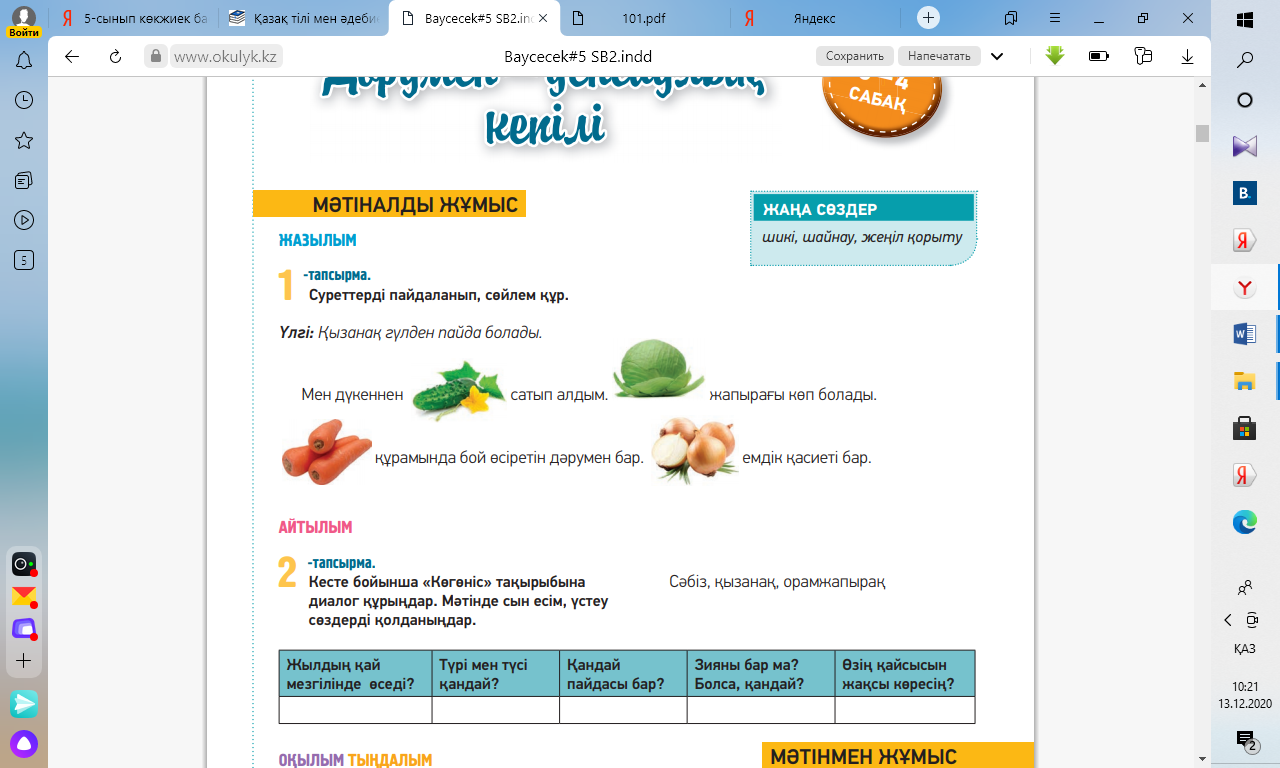 Войти
5-сынып көкжиек ба
Қазақ тілі мен әдеби
Baycecek#5 SB2.ind
101.pdf
Яндекс
www.okulyk.kz
Baycecek#5 SB2.indd
Сохранить
Напечатать
кепілі
САБАҚ
МӘТІНАЛДЫ ЖҰМЫС
ЖАҢА СӨЗДЕР
шикі, шайнау, жеңіл қорыту
ЖАЗЫЛЫМ
1 -тапсырма.
Суреттерді пайдаланып, сөйлем құр.
Үлгі: Қызанақ гүлден пайда болады.
Мен дүкеннен сатып алдым. жапырағы көп болады.
құрамында бой өсіретін дәрумен бар. емдік қасиеті бар.
АЙТЫЛЫМ
2 -тапсырма.
Кесте бойынша «Көгөніс» тақырыбына
диалог құрыңдар. Мәтінде сын есім, үстеу
сөздерді қолданыңдар.
Сәбіз, қызанақ, орамжапырақ
Жылдың қай
мезгілінде өседі?
Түрі мен түсі
қандай?
Қандай
пайдасы бар?
Зияны бар ма?
Болса, қандай?
Өзің қайсысын
жақсы көресің?
ОҚЫЛЫМ ТЫҢДАЛЫМ
МӘТІНМЕН ЖҰМЫС
ҚАЗ
10:21
13.12.2020
2